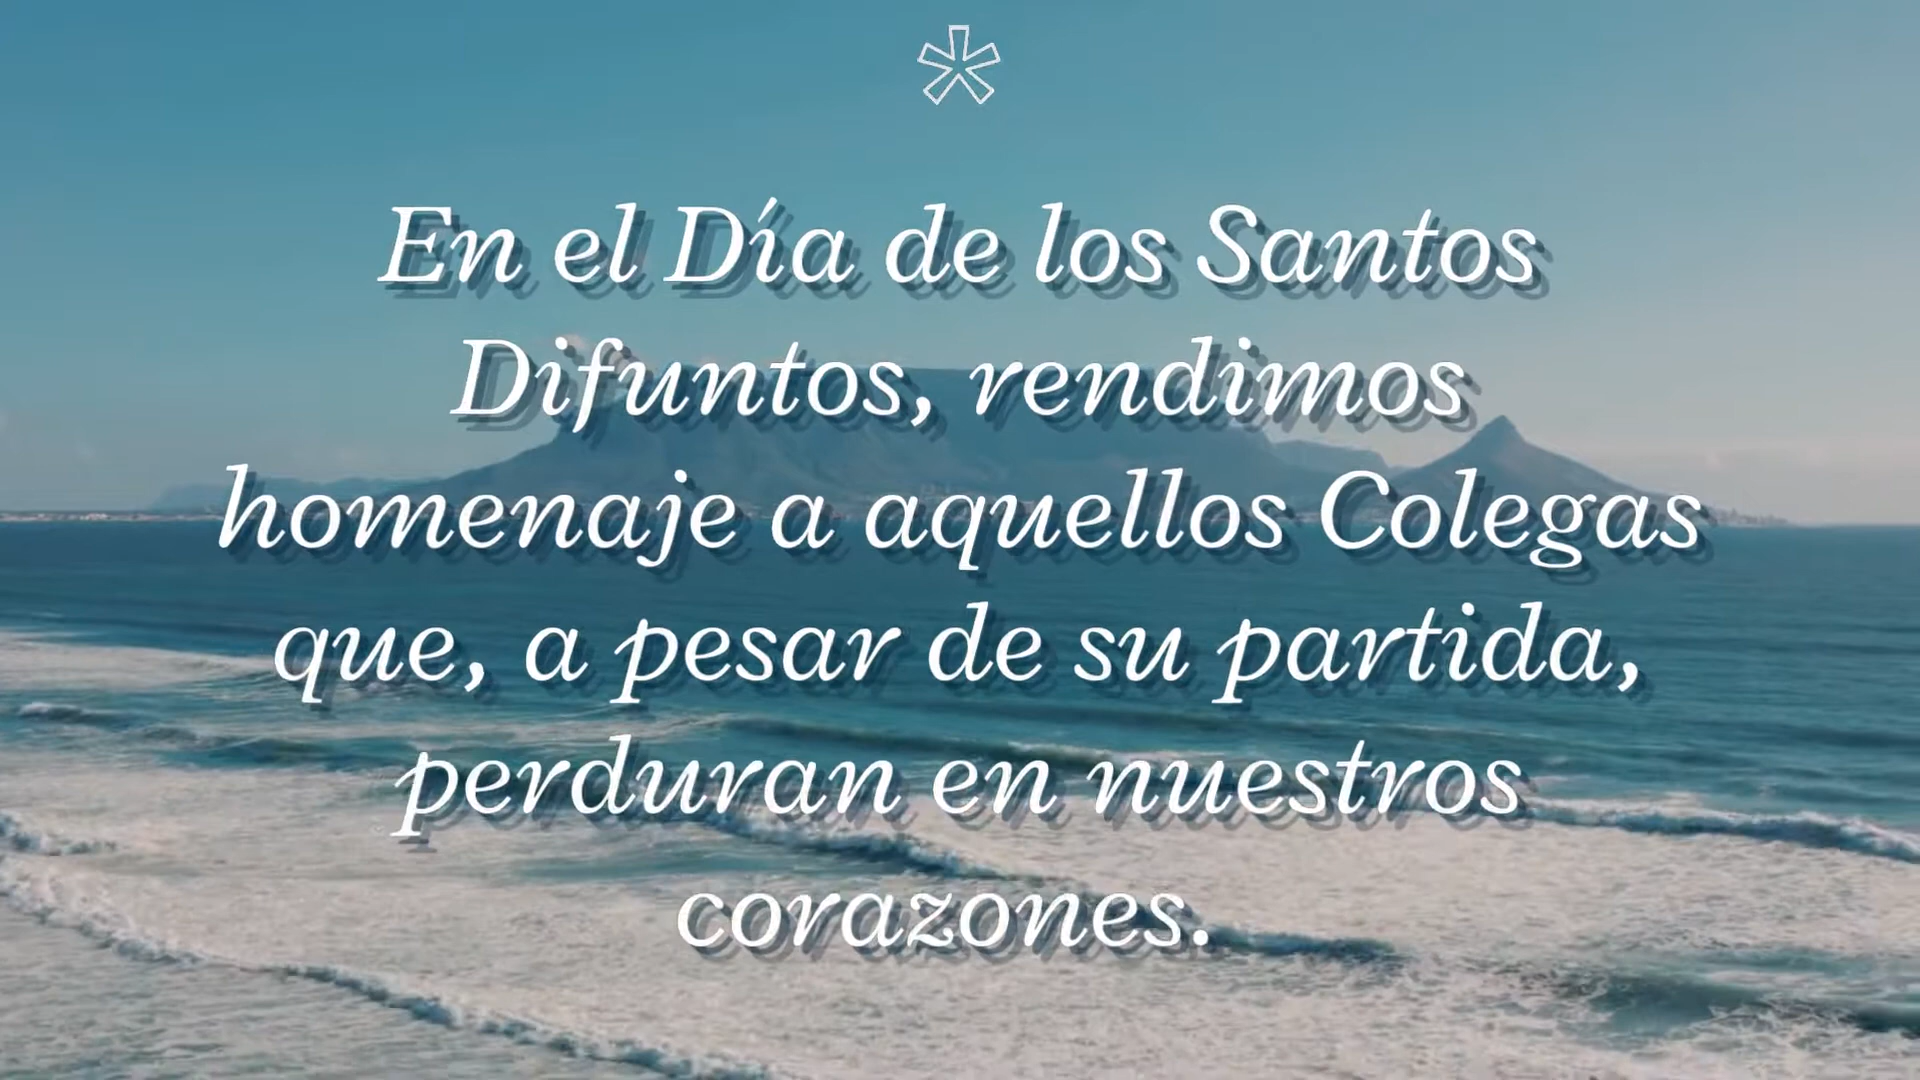 En el Día de los Santos
Difuntos, rendimos
homenaje a aquellos Colegas
que, a pesar de su partida,
perduran en nuestros
corazones.